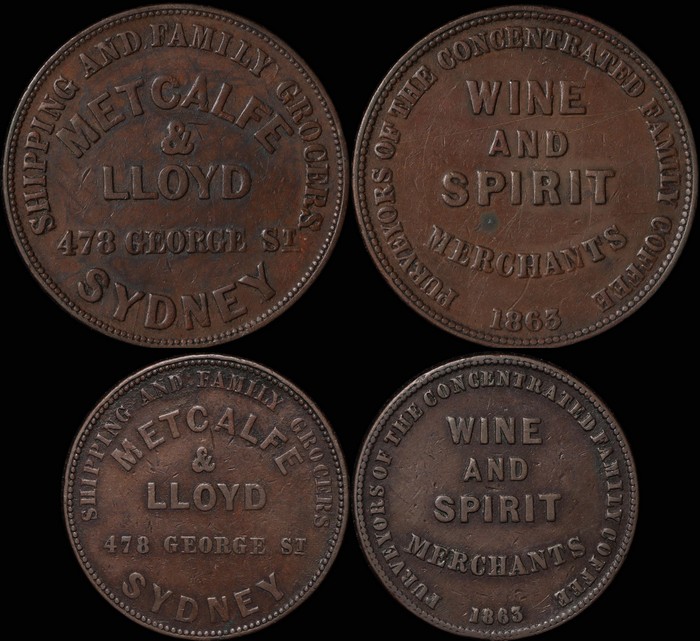 SHIPPING AND FAMILY GROCERS
METCALFE
&
LLOYD
478 GEORGE ST
SYDNEY
PURVEYORS OF THE CONCENTRATED FAMILY COFFEE
WINE
AND
SPIRIT
MERCHANTS
1863
SHIPPING AND FAMILY GROCERS
METCALFE
&
LLOYD
478 GEORGE ST
SYDNEY
PURVEYORS OF THE CONCENTRATED FAMILY COFFEE
WINE
AND
SPIRIT
MERCHANTS
1863